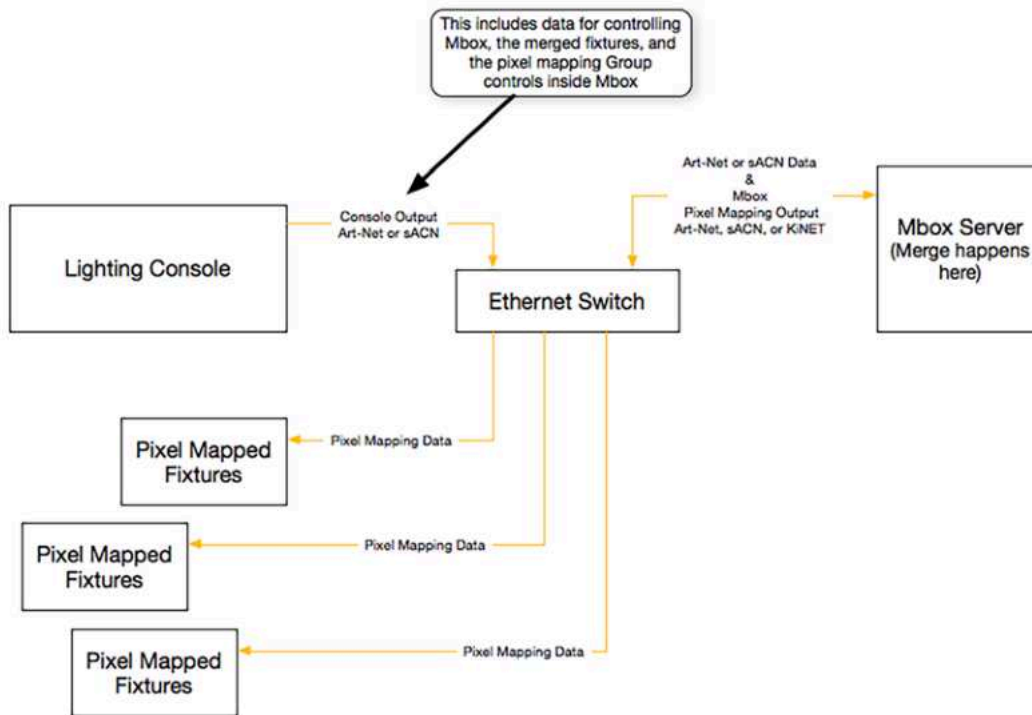 This includes data for controlling
Mbox, the merged fixtures, and
the pixel mapping Group
controls inside Mbox
Art-Net or sACN Data
&
Mbox
Pixel Mapping Output
Art-Net, sACN, or KiNET
Console Output
Art-Net or sACN
Lighting Console
Mbox Server
(Merge happens
here)
Ethernet Switch
Pixel Mapping Data
Pixel Mapped
Fixtures
Pixel Mapping Data
Pixel Mapped
Fixtures
Pixel Mapping Data
Pixel Mapped
Fixtures